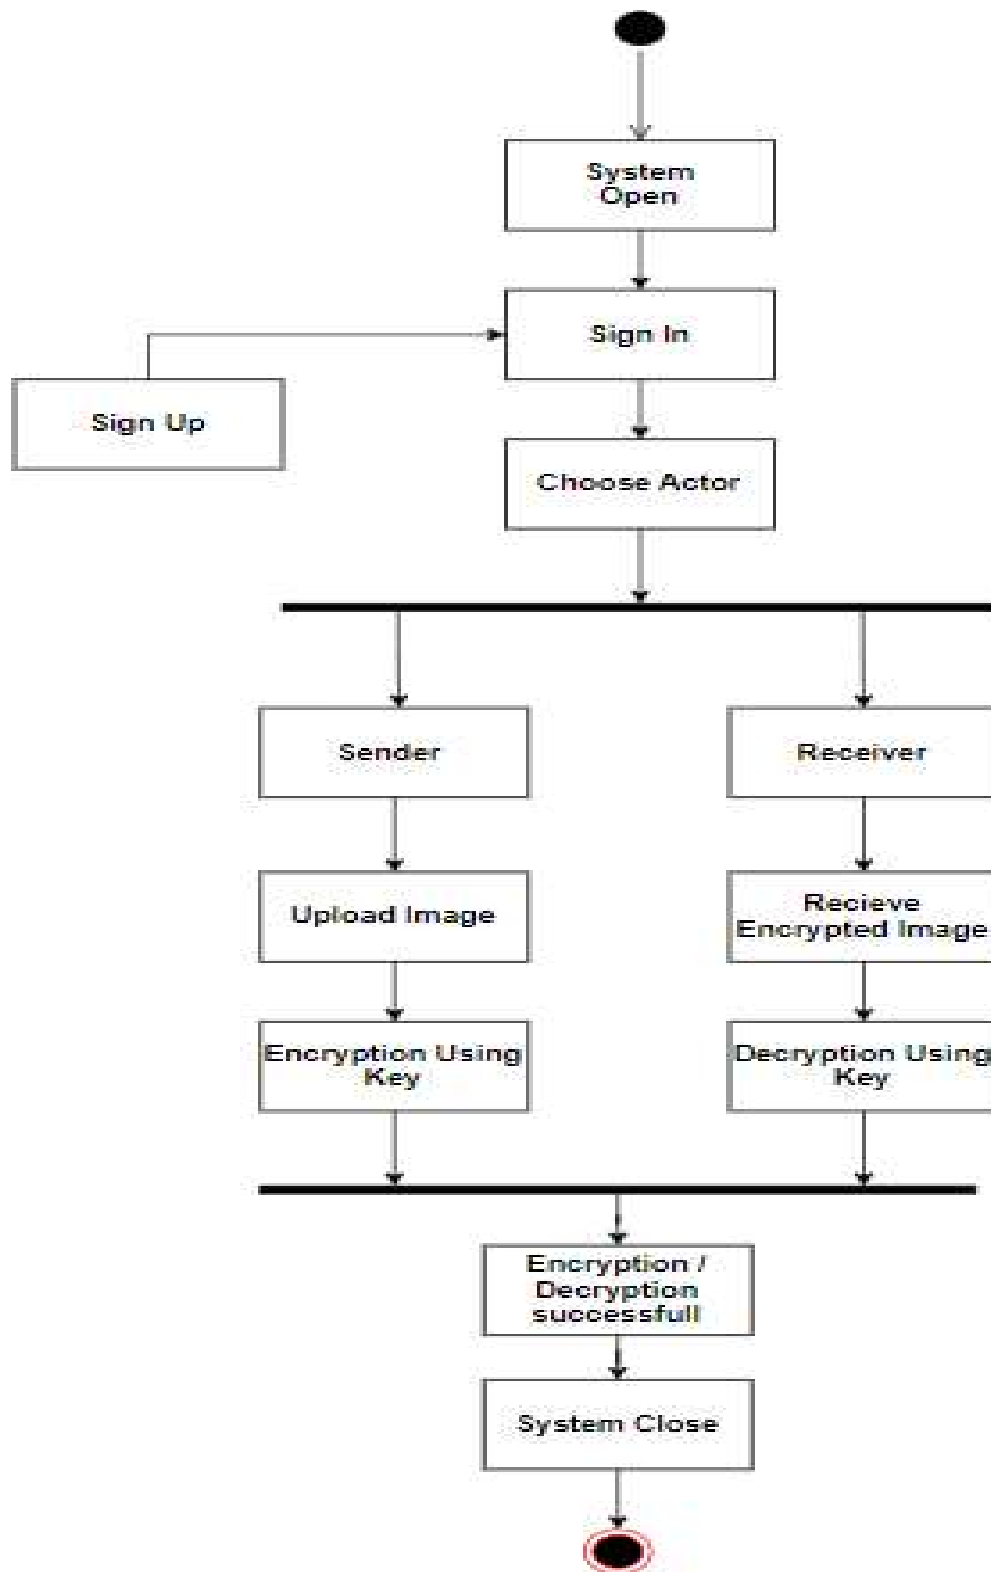 System
Open
Sign In
Sign Up
Choose Actor
Sender
Receiver
Upload Image
Recieve
Encrypted Image
Encryption Using
Key
Decryption Using
Key
Encryption /
Decryption
successfull
System Close